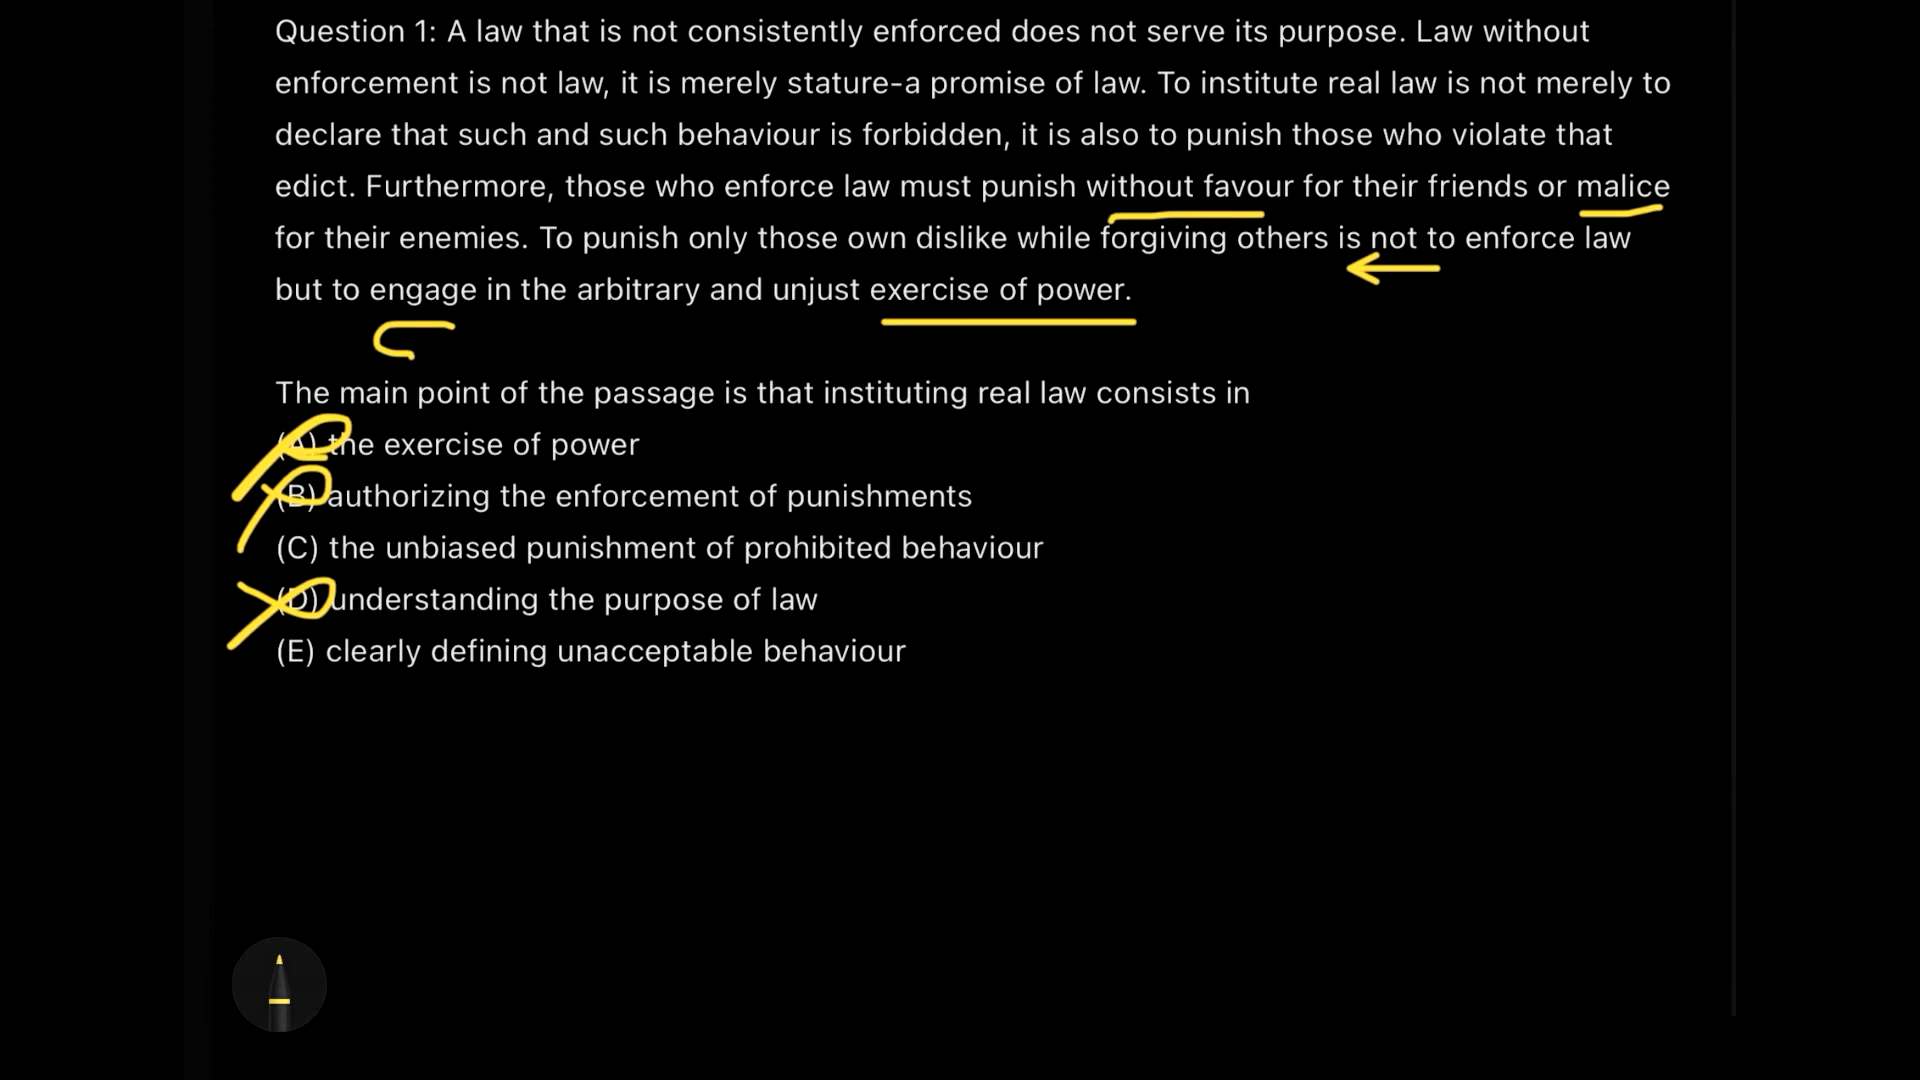 Question 1: A law that is not consistently enforced does not serve its purpose. Law without
enforcement is not law, it is merely stature-a promise of law. To institute real law is not merely to
declare that such and such behaviour is forbidden, it is also to punish those who violate that
edict. Furthermore, those who enforce law must punish without favour for their friends or malice
for their enemies. To punish only those own dislike while forgiving others is not to enforce law
but to engage in the arbitrary and unjust exercise of power.
The main point of the passage is that instituting real law consists in
(A) the exercise of power
(B) authorizing the enforcement of punishments
(C) the unbiased punishment of prohibited behaviour
(D) understanding the purpose of law
(E) clearly defining unacceptable behaviour